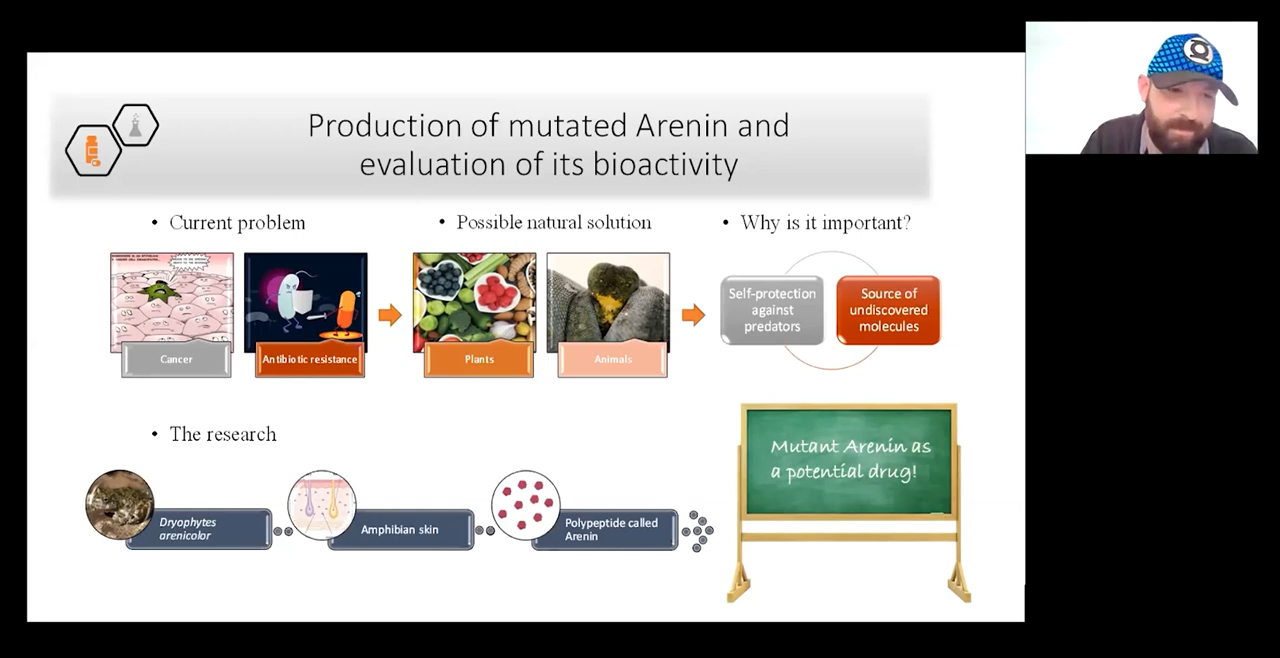 Production of mutated Arenin and
evaluation of its bioactivity
• Current problem
• Possible natural solution
• Why is it important?
Cancer
Antibiotic resistance
Plants
Animals
Self-protection
against
predators
Source of
undiscovered
molecules
• The research
Dryophytes
arenicolor
Amphibian skin
Polypeptide called
Arenin
Mutant Arenin as
a potential drug!